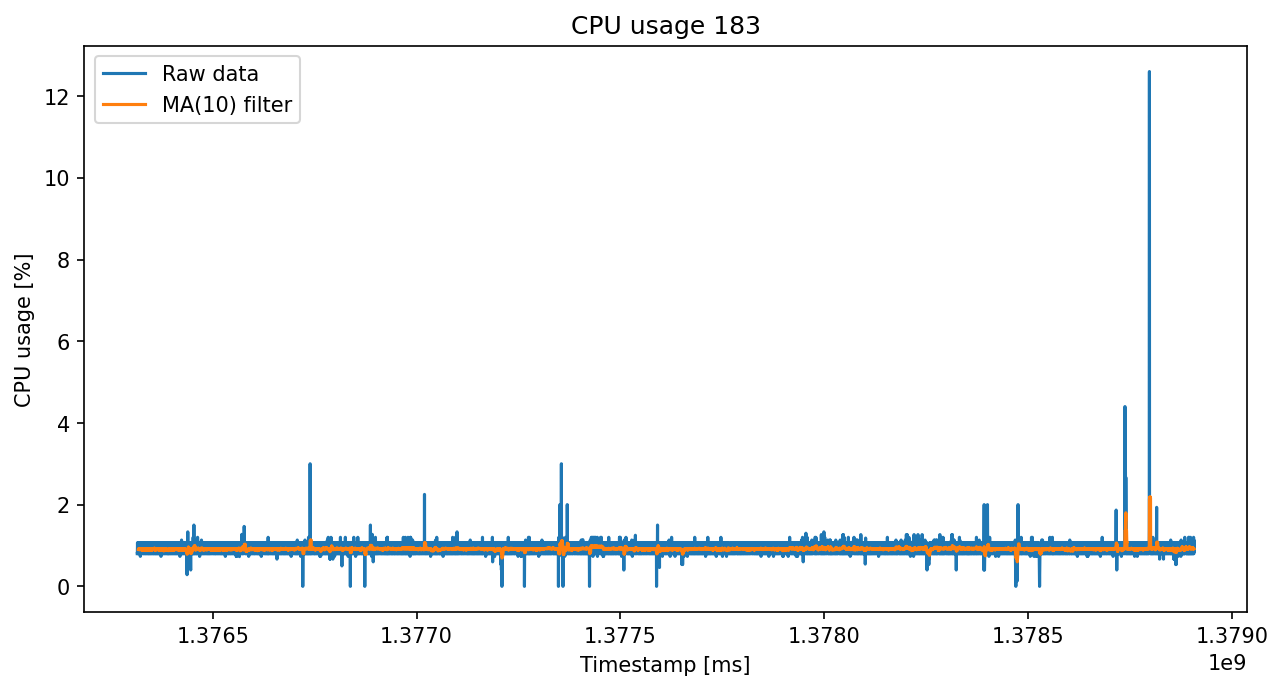 CPU usage 183
Raw data
MA(10) filter
12
10
8
6
4
2
0
CPU usage [%]
1.3765
1.3770
1.3775
1.3780
1.3785
1.3790
1e9
Timestamp [ms]